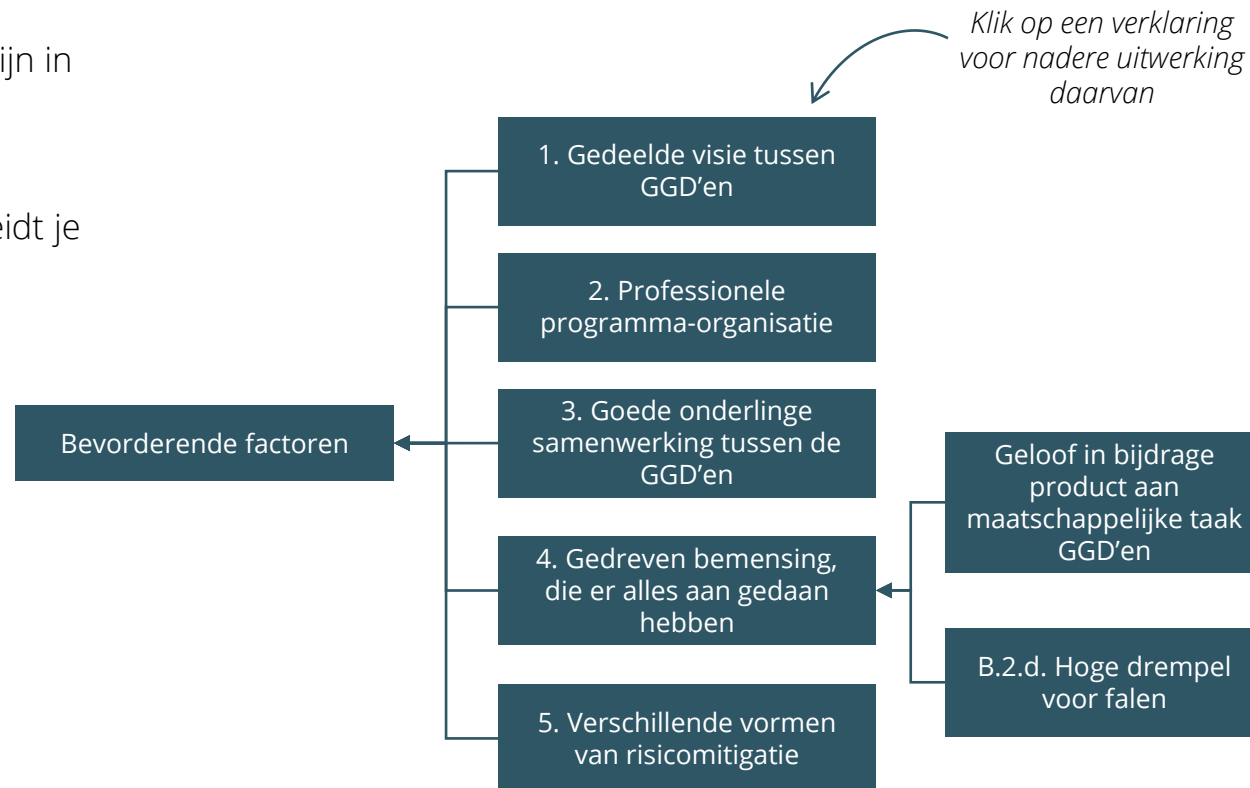 Klik op een verklaring
voor nadere uitwerking
daarvan
ijn in
eidt je
1. Gedeelde visie tussen
GGD’en
2. Professionele
programma-organisatie
3. Goede onderlinge
samenwerking tussen de
GGD’en
Bevorderende factoren
4. Gedreven bemensing,
die er alles aan gedaan
hebben
5. Verschillende vormen
van risicomitigatie
Geloof in bijdrage
product aan
maatschappelijke taak
GGD’en
B.2.d. Hoge drempel
voor falen